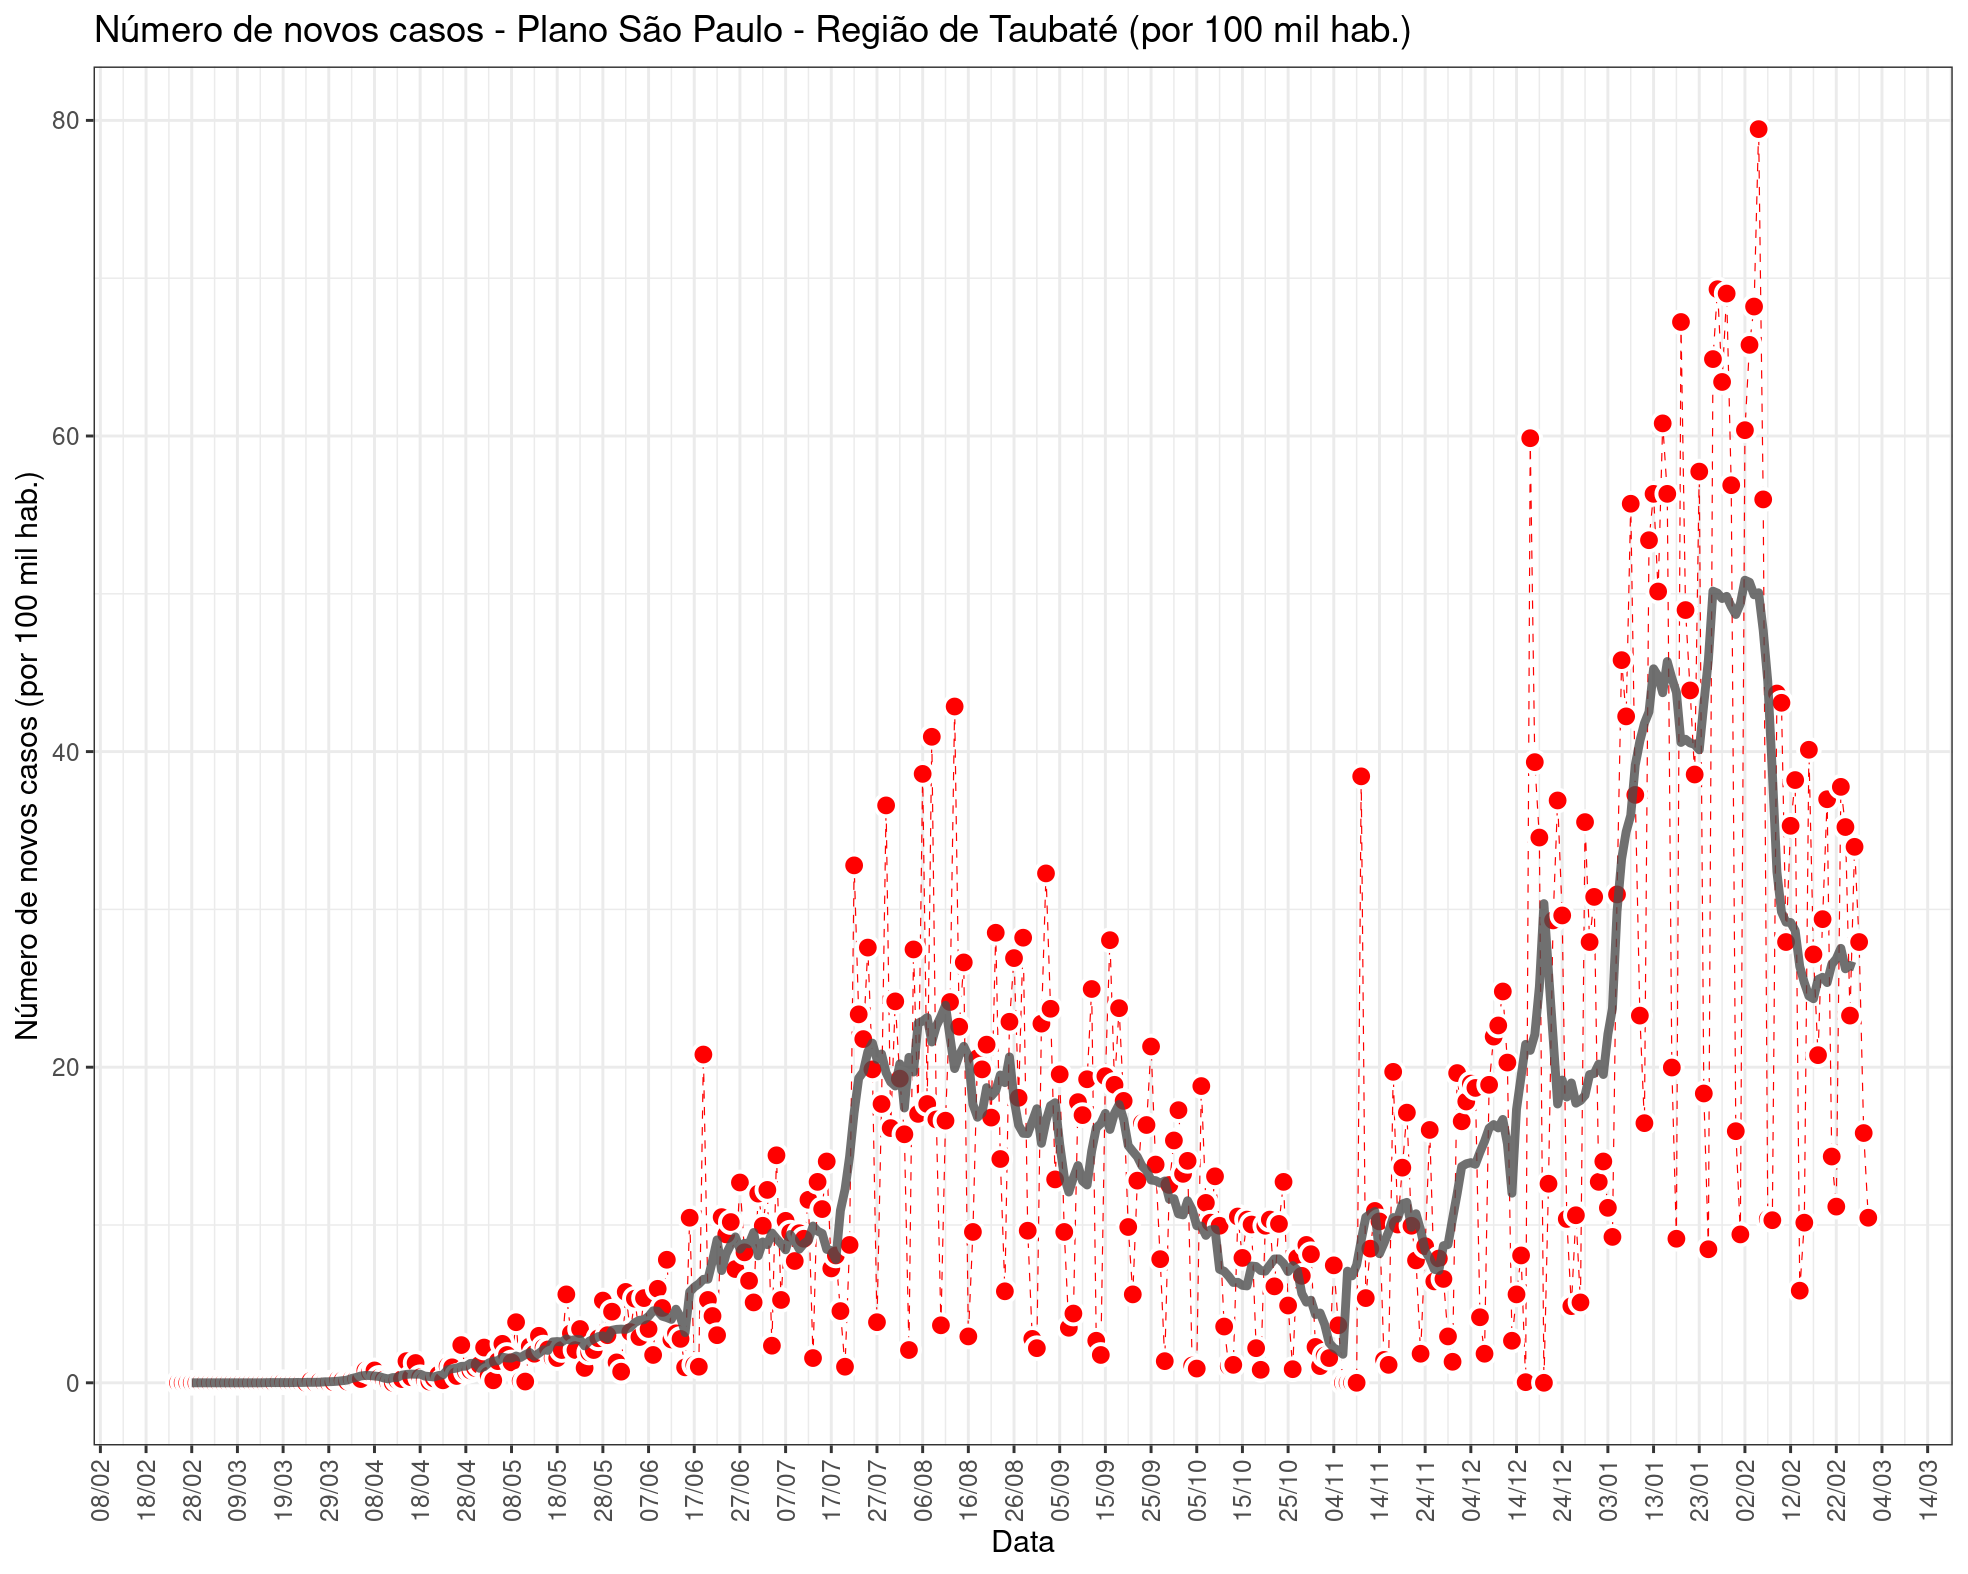 Número de novos casos - Plano São Paulo - Região de Taubaté (por 100 mil hab.)
Número de novos casos (por 100 mil hab.)
80
60
40
20
0
08/02 18/02 28/02 09/03 19/03 29/03 08/04 18/04 28/04 08/05 18/05 28/05 07/06 17/06 27/06 07/07 17/07 27/07 06/08 16/08 26/08 05/09 15/09 25/09 05/10 15/10 25/10 04/11 14/11 24/11 04/12 14/12 24/12 03/01 13/01 23/01 02/02 12/02 22/02 04/03 14/03
Data